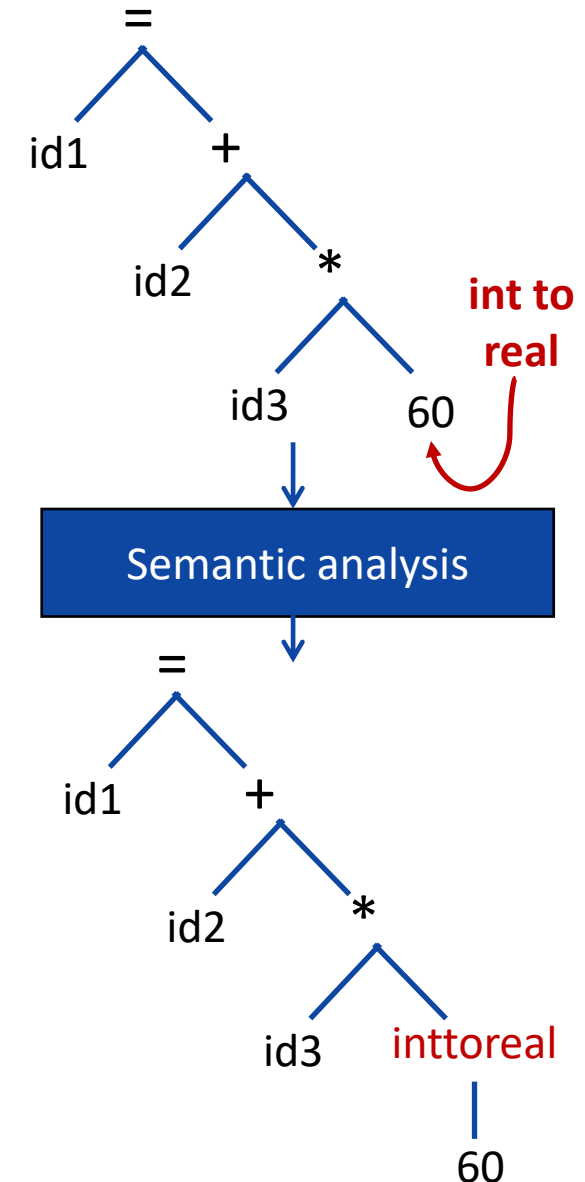 =
id1
+
id2
*
int to
real
id3
60
Semantic analysis
=
id1
+
id2
*
id3
inttoreal
60